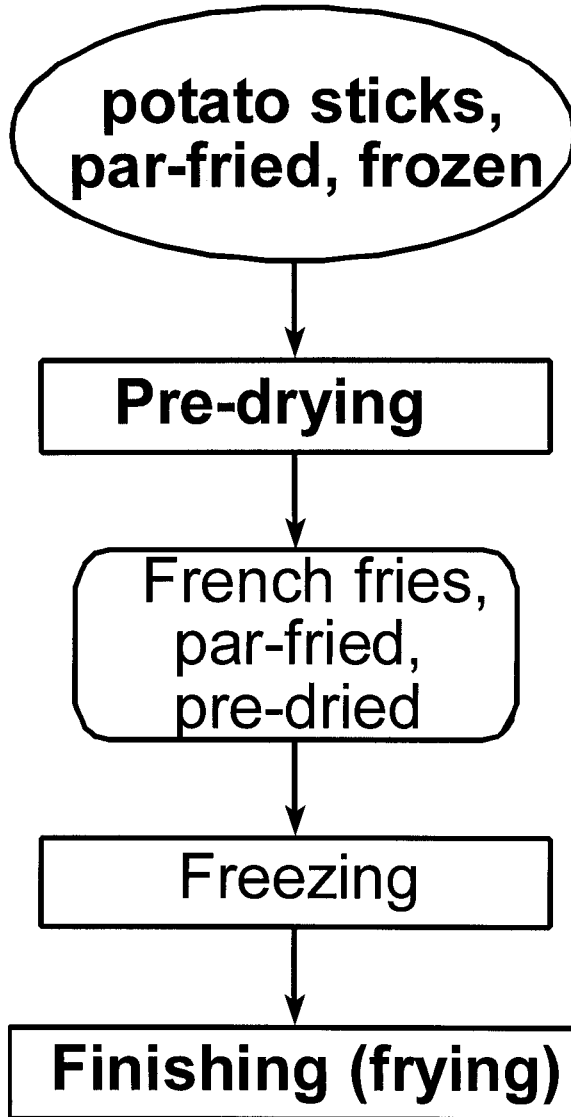 potato sticks,
par-fried, frozen
Pre-drying
French fries,
par-fried,
pre-dried
Freezing
Finishing (frying)